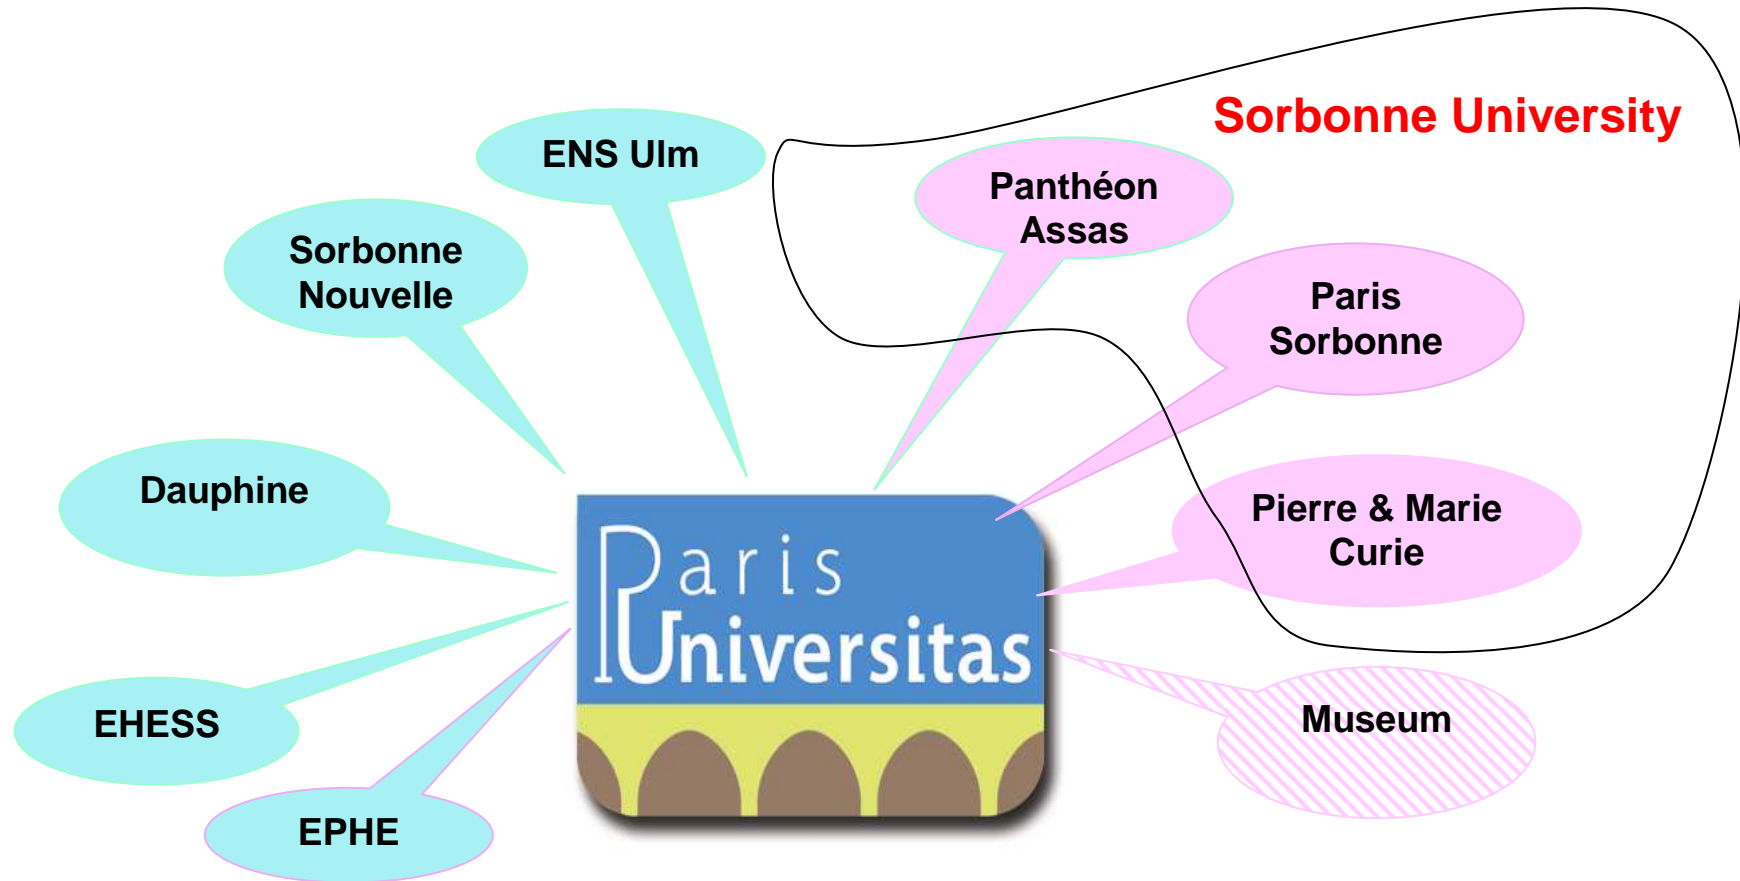 Sorbonne University
ENS Ulm
Panthéon
Assas
Sorbonne
Nouvelle
Paris
Sorbonne
Dauphine
Pierre & Marie
Curie
Paris
Universitas
EHESS
Museum
EPHE